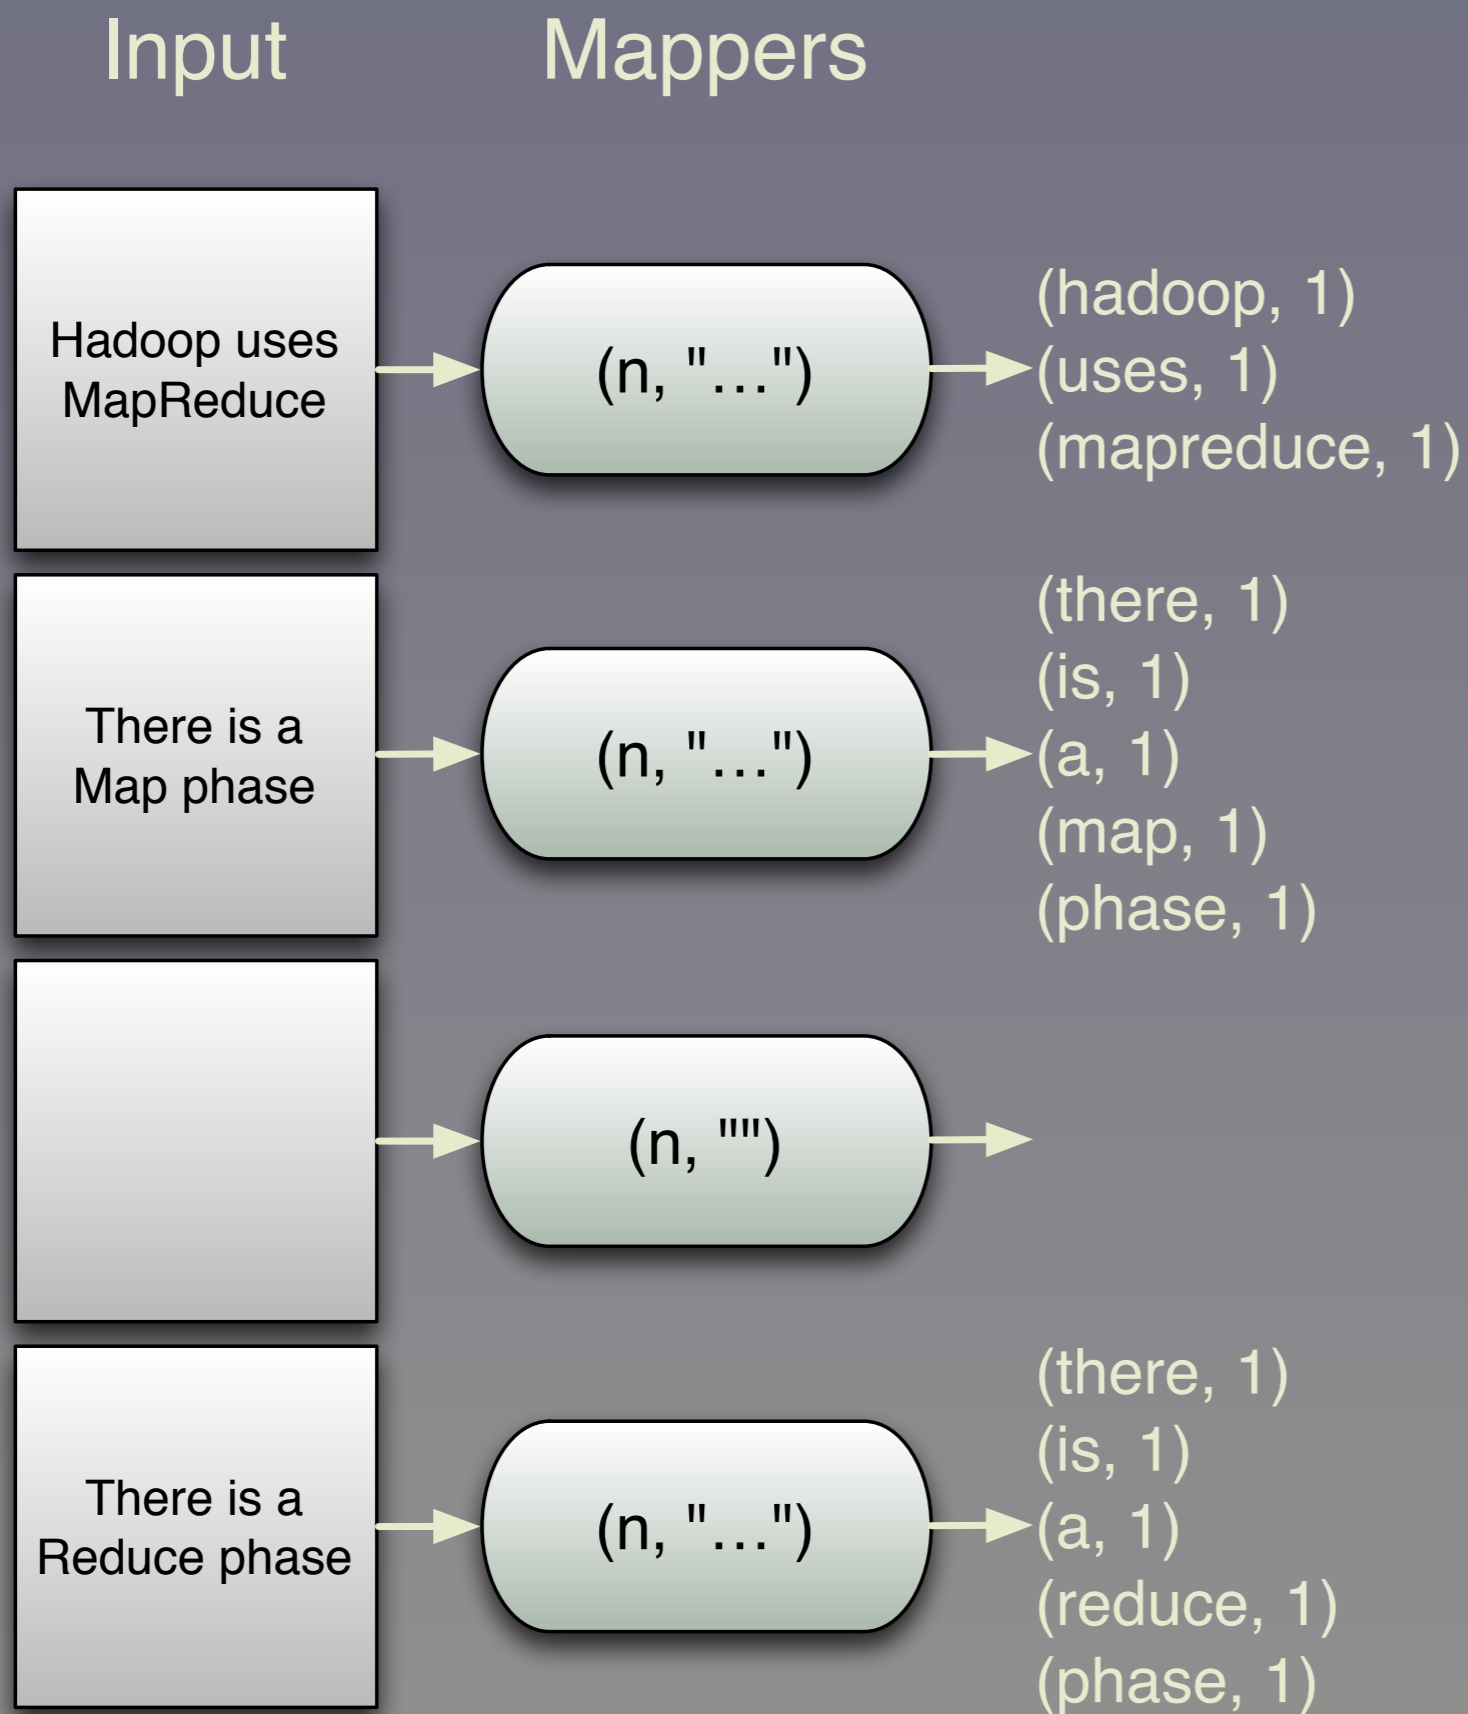 Input Mappers
Hadoop uses
MapReduce
(n, "…")
(hadoop, 1)
(uses, 1)
(mapreduce, 1)
There is a
Map phase
(n, "…")
(there, 1)
(is, 1)
(a, 1)
(map, 1)
(phase, 1)
(n, "")
There is a
Reduce phase
(n, "…")
(there, 1)
(is, 1)
(a, 1)
(reduce, 1)
(phase, 1)